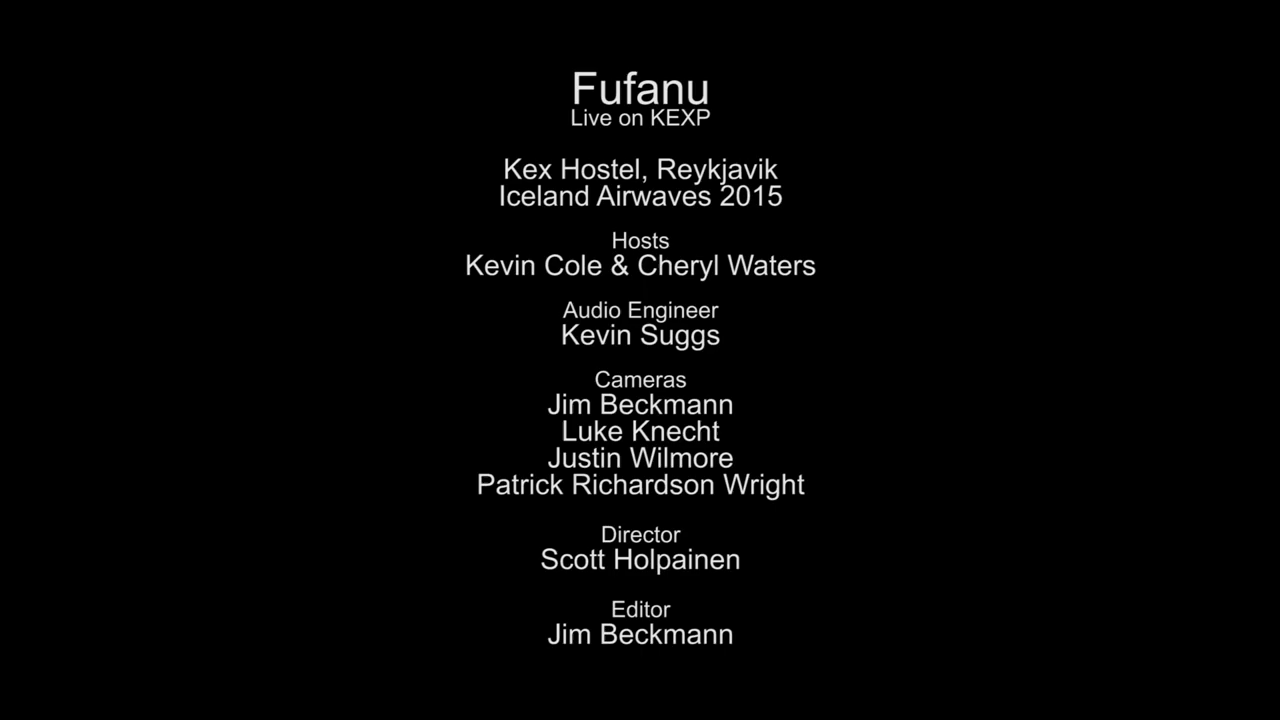 Fufanu
Live on KEXP
Kex Hostel, Reykjavik
Iceland Airwaves 2015
Hosts
Kevin Cole & Cheryl Waters
Audio Engineer
Kevin Suggs
Cameras
Jim Beckmann
Luke Knecht
Justin Wilmore
Patrick Richardson Wright
Director
Scott Holpainen
Editor
Jim Beckmann